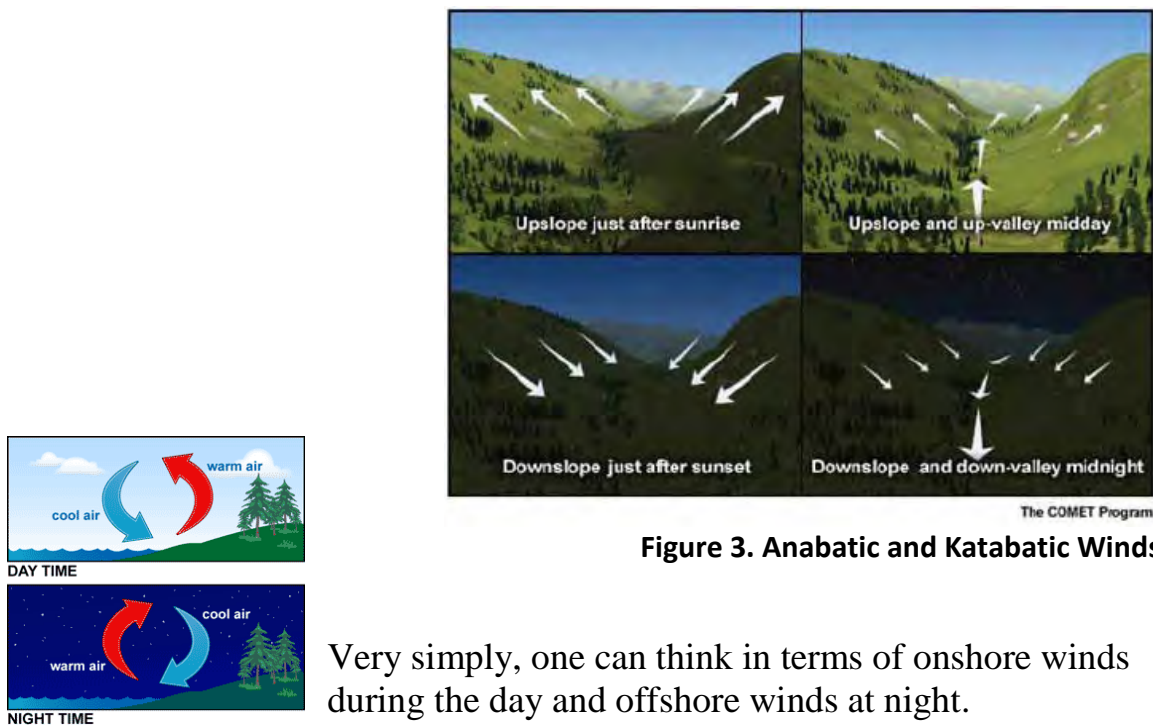 Upslope just after sunrise
Upslope and up-valley midday
Downslope just after sunset
Downslope and down-valley midnight
The COMET Program
Figure 3. Anabatic and Katabatic Winds
warm air
cool air
DAY TIME
cool air
warm air
NIGHT TIME
Very simply, one can think in terms of onshore winds
during the day and offshore winds at night.